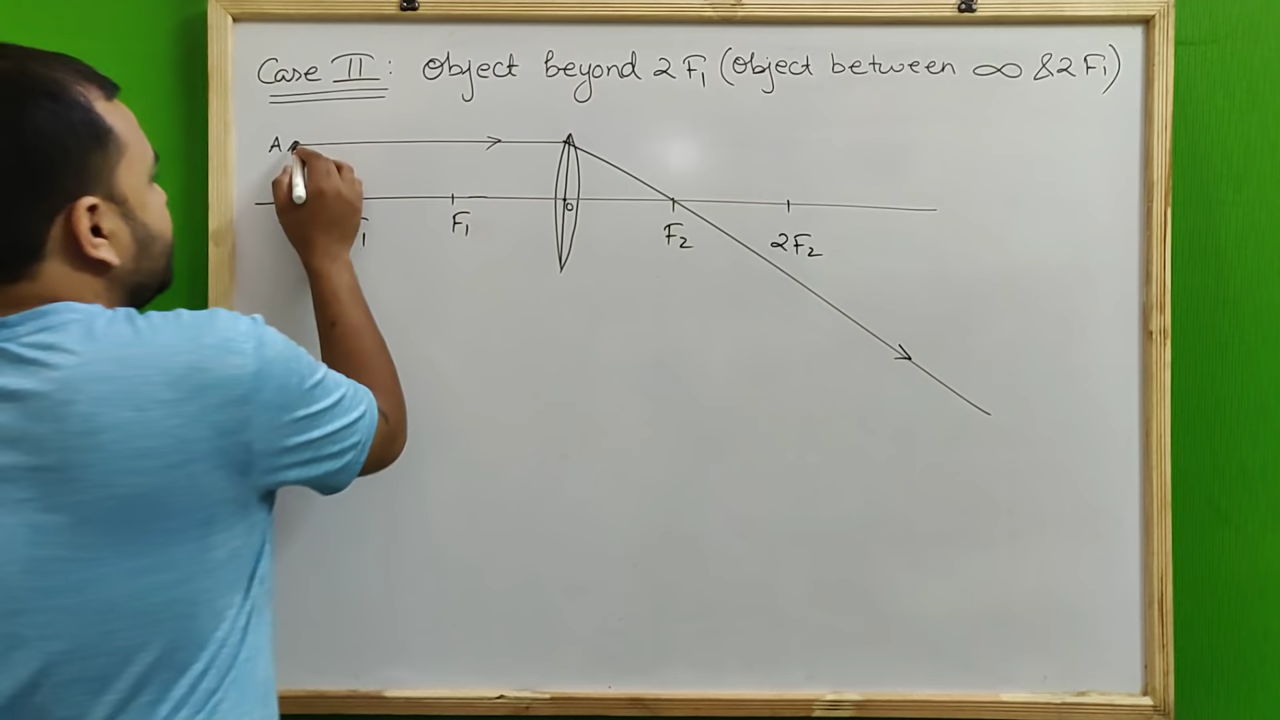 Case II : Object beyond 2F₁ (Object between ∞ & 2F₁)
A
O
F₁
F₂
2F₂